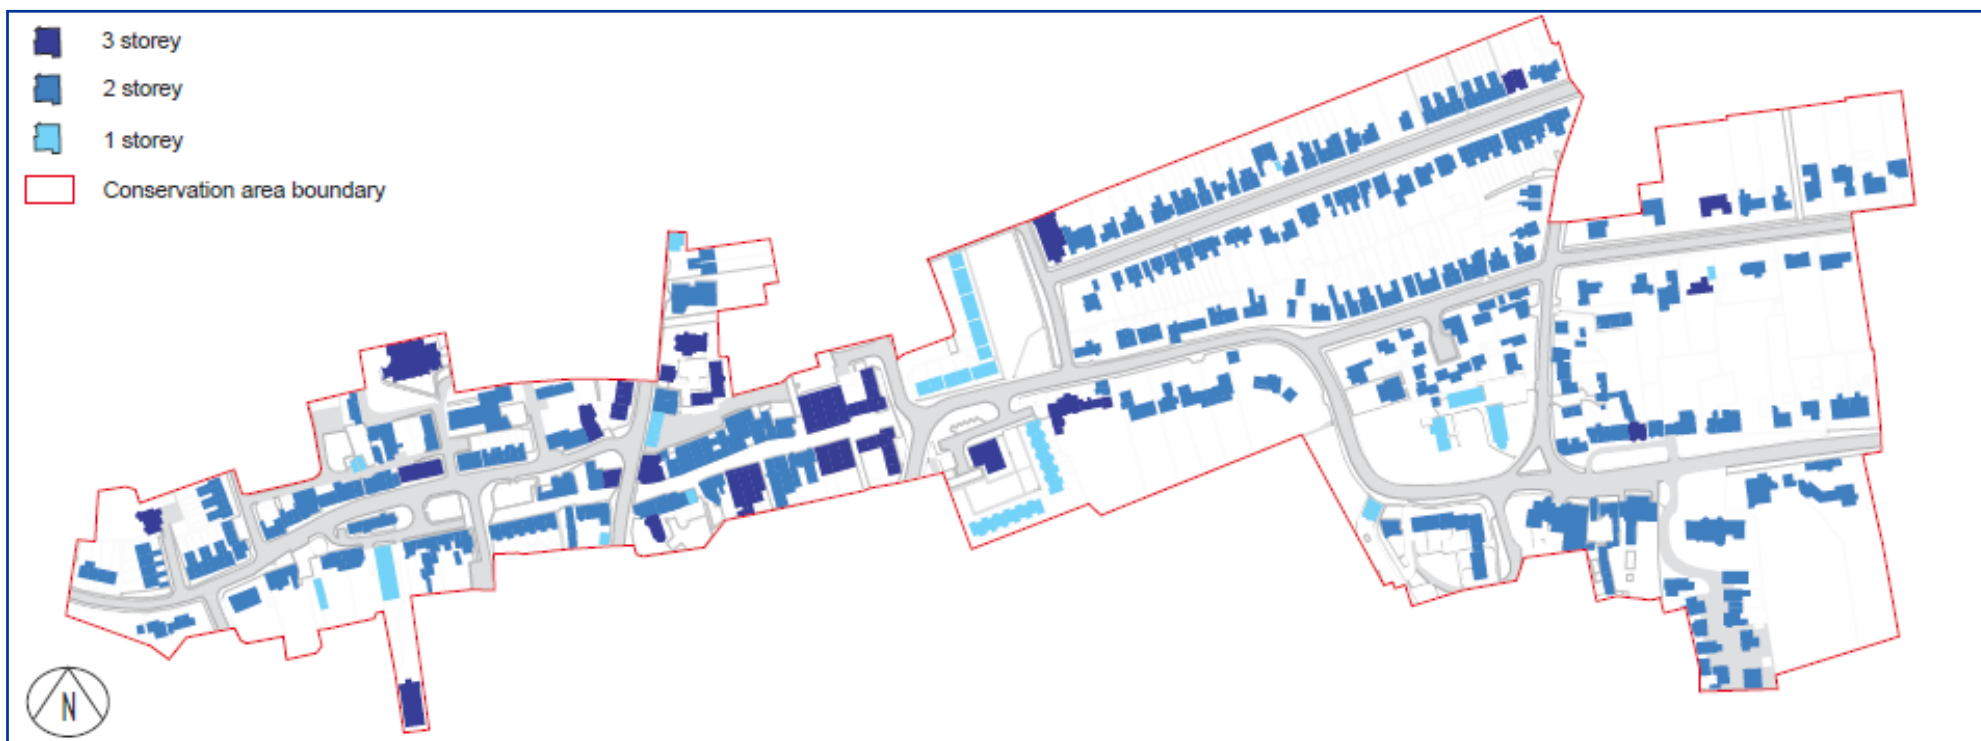 3 storey
2 storey
1 storey
Conservation area boundary
N